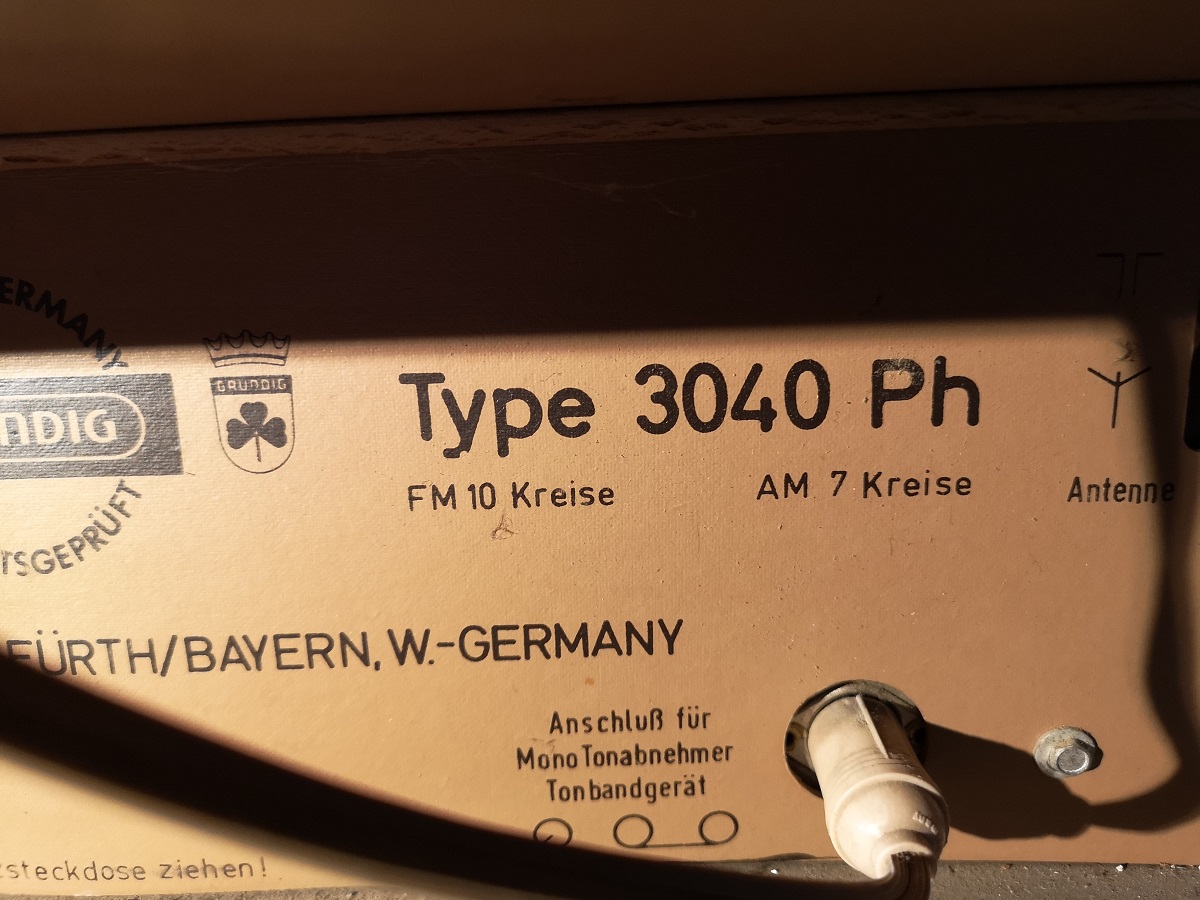 ERMANY
NDIG
TSGEPRÜFT
GRUNDIG
Type 3040 Ph
FM 10 Kreise AM 7 Kreise
Antenne
FÜRTH/BAYERN, W.-GERMANY
Anschluß für
Mono Tonabnehmer
Tonbandgerät
zsteckdose ziehen!